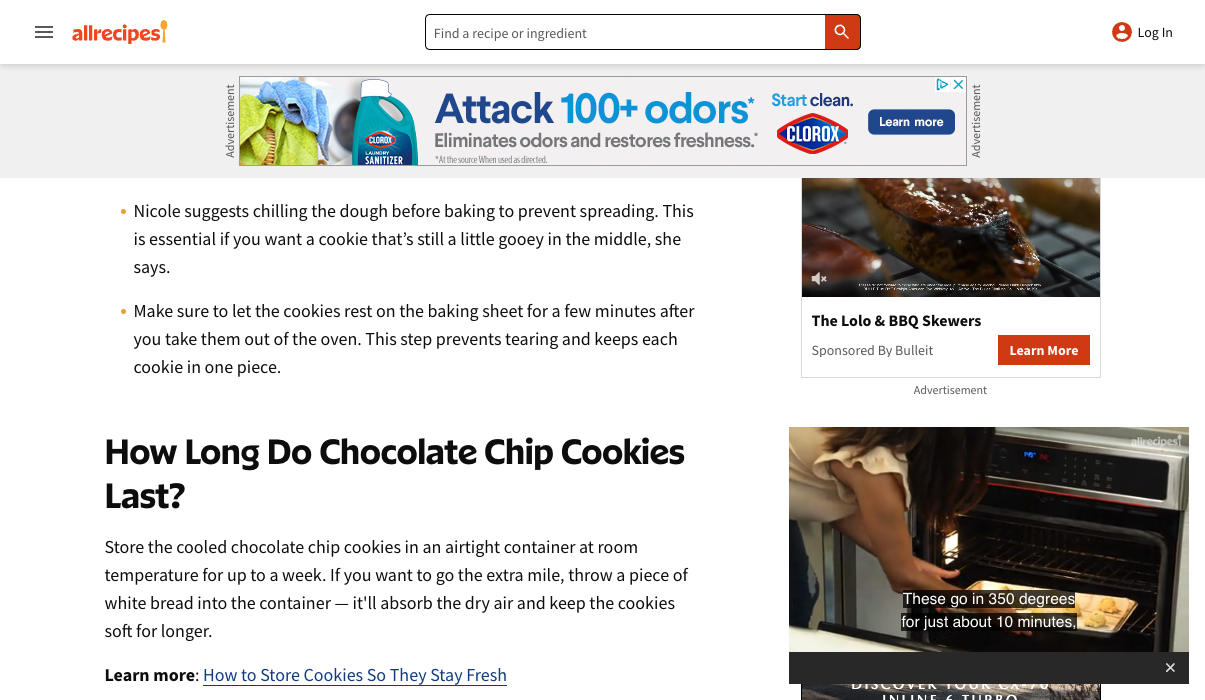 allrecipes
Find a recipe or ingredient
Log In
Advertisement
CLOROX
LAUNDRY
SANITIZER
Attack 100+ odors*
Eliminates odors and restores freshness.*
*At the source When used as directed.
Start clean.
CLOROX
Learn more
Advertisement
Nicole suggests chilling the dough before baking to prevent spreading. This
is essential if you want a cookie that’s still a little gooey in the middle, she
says.
Make sure to let the cookies rest on the baking sheet for a few minutes after
you take them out of the oven. This step prevents tearing and keeps each
cookie in one piece.
How Long Do Chocolate Chip Cookies
Last?
Store the cooled chocolate chip cookies in an airtight container at room
temperature for up to a week. If you want to go the extra mile, throw a piece of
white bread into the container — it'll absorb the dry air and keep the cookies
soft for longer.
Learn more: How to Store Cookies So They Stay Fresh
The Lolo & BBQ Skewers
Sponsored By Bulleit
Learn More
Advertisement
allrecipes
These go in 350 degrees
for just about 10 minutes,
DISCOVER YOUR CX-70
INLINE 6 TURBO